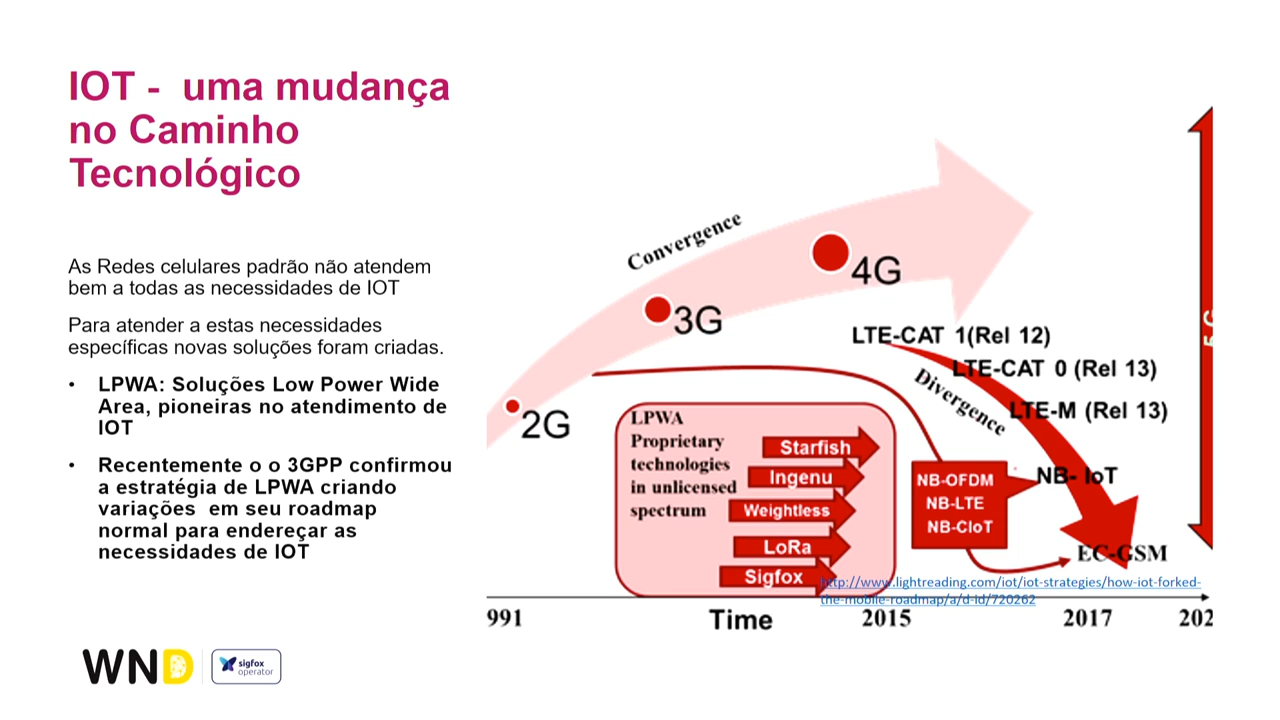 IOT - uma mudança
no Caminho
Tecnológico
As Redes celulares padrão não atendem
bem a todas as necessidades de IOT
Para atender a estas necessidades
específicas novas soluções foram criadas.
• LPWA: Soluções Low Power Wide
Area, pioneiras no atendimento de
IOT
• Recentemente o o 3GPP confirmou
a estratégia de LPWA criando
variações em seu roadmap
normal para endereçar as
necessidades de IOT
WND
sigfox
operator
Convergence
4G
3G
2G
LTE-CAT 1(Rel 12)
LTE-CAT 0 (Rel 13)
LTE-M (Rel 13)
Divergence
NB- IoT
EC-GSM
LPWA
Proprietary
technologies
in unlicensed
spectrum
Starfish
Ingenu
Weightless
LoRa
Sigfox
NB-OFDM
NB-LTE
NB-CIoT
http://www.lightreading.com/iot/iot-strategies/how-iot-forked-
the-mobile-roadmap/a/d-id/720262
991
Time
2015
2017
202